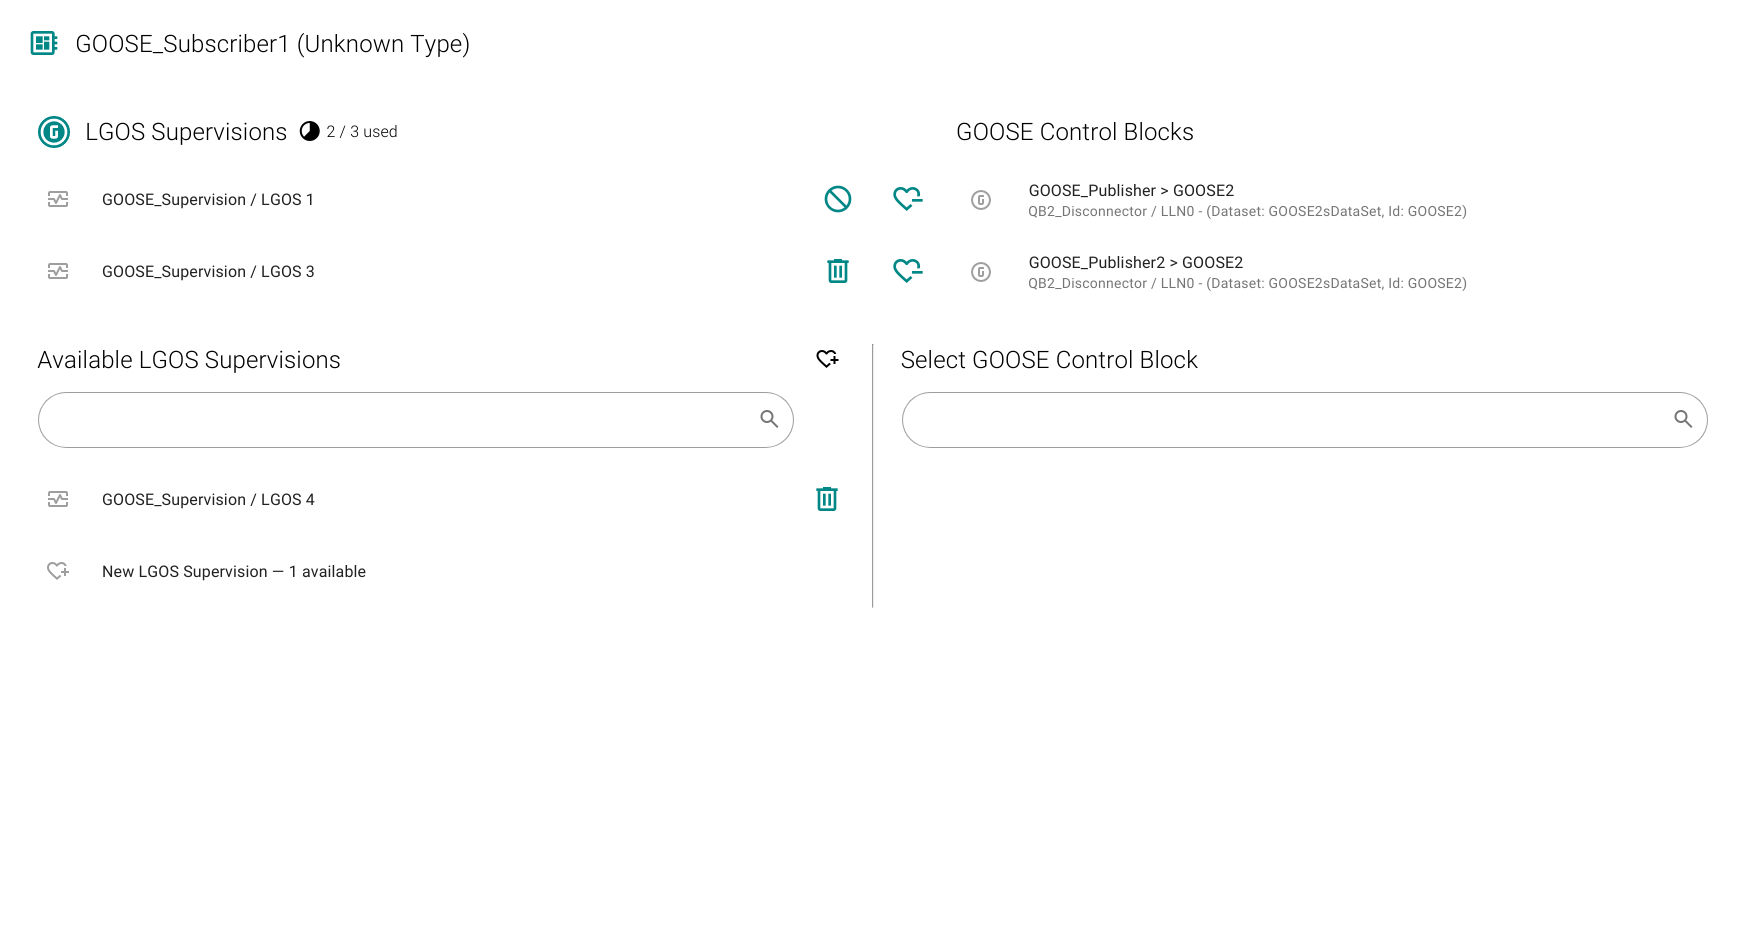 GOOSE_Subscriber1 (Unknown Type)
LGOS Supervisions 2 / 3 used
GOOSE Control Blocks
GOOSE_Supervision / LGOS 1
GOOSE_Publisher > GOOSE2
QB2_Disconnector / LLN0 - (Dataset: GOOSE2sDataSet, Id: GOOSE2)
GOOSE_Supervision / LGOS 3
GOOSE_Publisher2 > GOOSE2
QB2_Disconnector / LLN0 - (Dataset: GOOSE2sDataSet, Id: GOOSE2)
Available LGOS Supervisions
GOOSE_Supervision / LGOS 4
New LGOS Supervision — 1 available
Select GOOSE Control Block